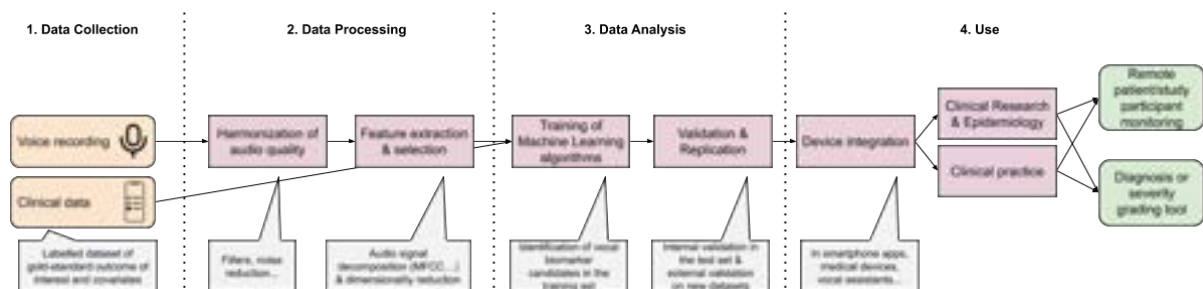 1. Data Collection
2. Data Processing
3. Data Analysis
4. Use
Voice recording
Clinical data
Labelled dataset of
gold-standard outcome of
interest and covariates
Harmonization of
audio quality
Feature extraction
& selection
Filters, noise
reduction...
Audio signal
decomposition (MFCC...)
& dimensionality reduction
Training of
Machine Learning
algorithms
Validation &
Replication
Identification of vocal
biomarker
candidates in the
training set
Internal validation in
the test set &
external validation
on new datasets
Device integration
In smartphone apps,
medical devices,
vocal assistants...
Clinical Research
& Epidemiology
Clinical practice
Remote
patient/study
participant
monitoring
Diagnosis or
severity
grading tool